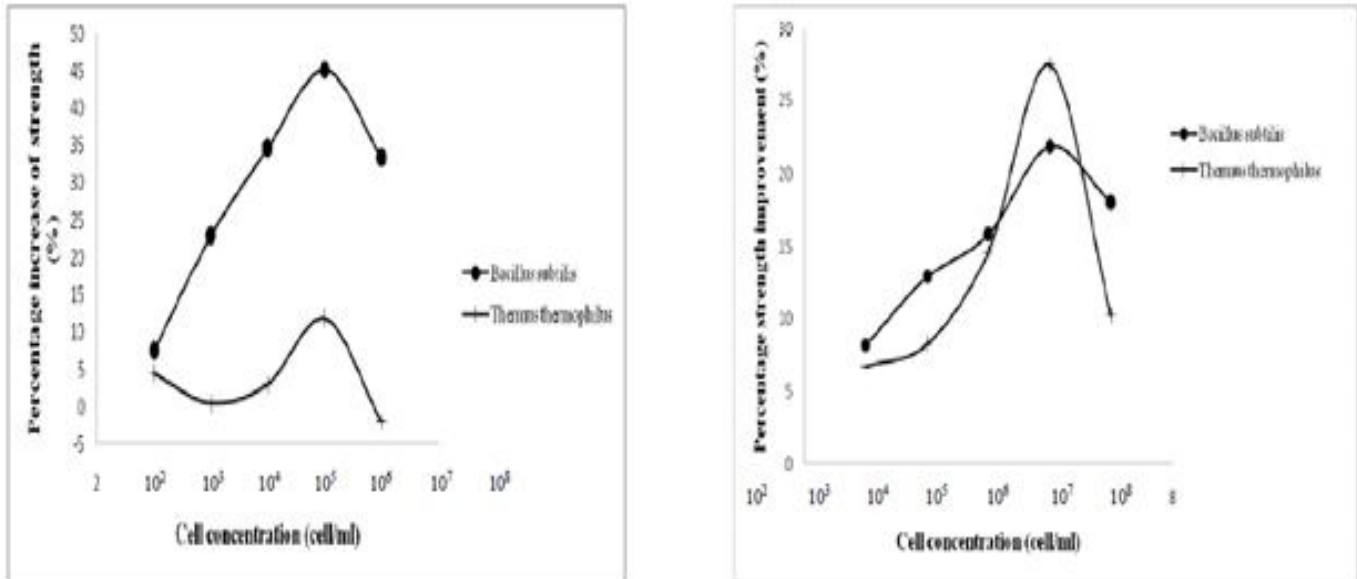 Percentage increase of strength
(%)
50
45
40
35
30
25
20
15
10
5
0
-5
2 10² 10³ 10⁴ 10⁵ 10⁶ 10⁷ 10⁸
Cell concentration (cell/ml)
Bacillus subtilis
Thermus thermophilus
Percentage strength improvement (%)
30
25
20
15
10
5
0
10² 10³ 10⁴ 10⁵ 10⁶ 10⁷ 10⁸ 8
Cell concentration (cell/ml)
Bacillus subtilis
Thermus thermophilus